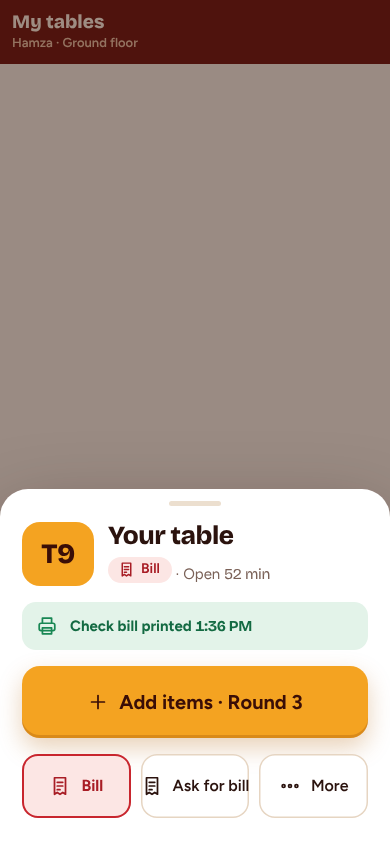 My tables
Hamza · Ground floor
T9
Your table
Bill · Open 52 min
Check bill printed 1:36 PM
+ Add items · Round 3
Bill
Ask for bill
More